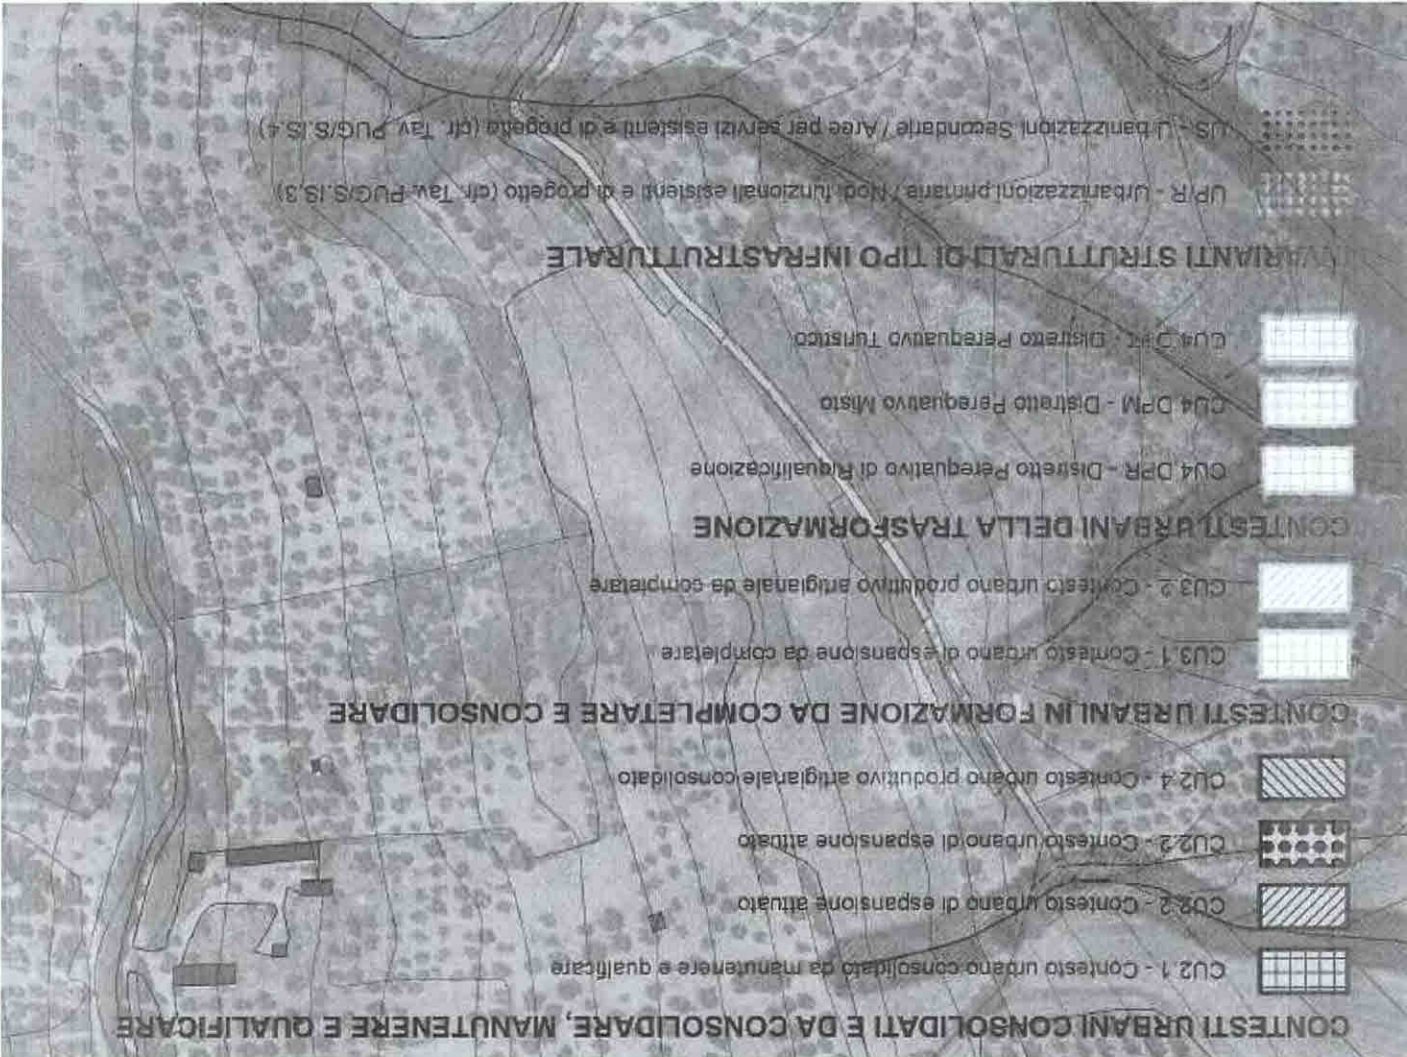 CONTESTI URBANI CONSOLIDATI E DA CONSOLIDARE, MANUTENERE E QUALIFICARE
CU2.1 - Contesto urbano consolidato da manutenere e qualficare
CU2.2 - Contesto urbano di espansione attuato
CU2.2 - Contesto urbano di espansione attuato
CU2.4 - Contesto urbano produttivo artigianale consolidato
CONTESTI URBANI IN FORMAZIONE DA COMPLETARE E CONSOLIDARE
CU3.1 - Contesto urbano di espansione da completare
CU3.2 - Contesto urbano produttivo artigianale da completare
CONTESTI URBANI DELLA TRASFORMAZIONE
CU4.DPR - Distretto Perequativo di Riqualificazione
CU4.DPM - Distretto Perequativo Misto
CU4.DPT - Distretto Perequativo Turistico
INVARIANTI STRUTTURALI DI TIPO INFRASTRUTTURALE
UP/R - Urbanizzazioni primarie / Nodi funzionali esistenti e di progetto (cfr. Tav. PUG/S.IS.3)
US - Urbanizzazioni Secondarie / Aree per servizi esistenti e di progetto (cfr. Tav. PUG/S.IS.4)